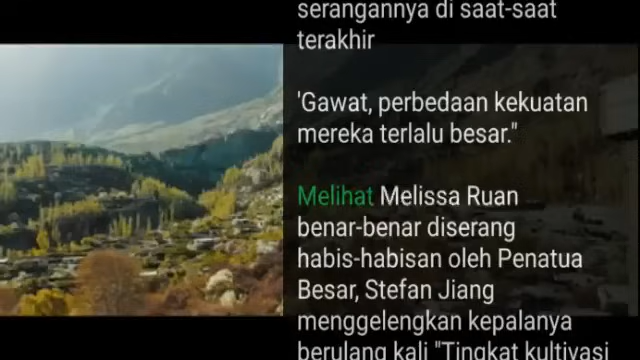 serangannya di saat-saat
terakhir
'Gawat, perbedaan kekuatan
mereka terlalu besar."
Melihat Melissa Ruan
benar-benar diserang
habis-habisan oleh Penatua
Besar, Stefan Jiang
menggelengkan kepalanya
berulang kali "Tingkat kultivasi